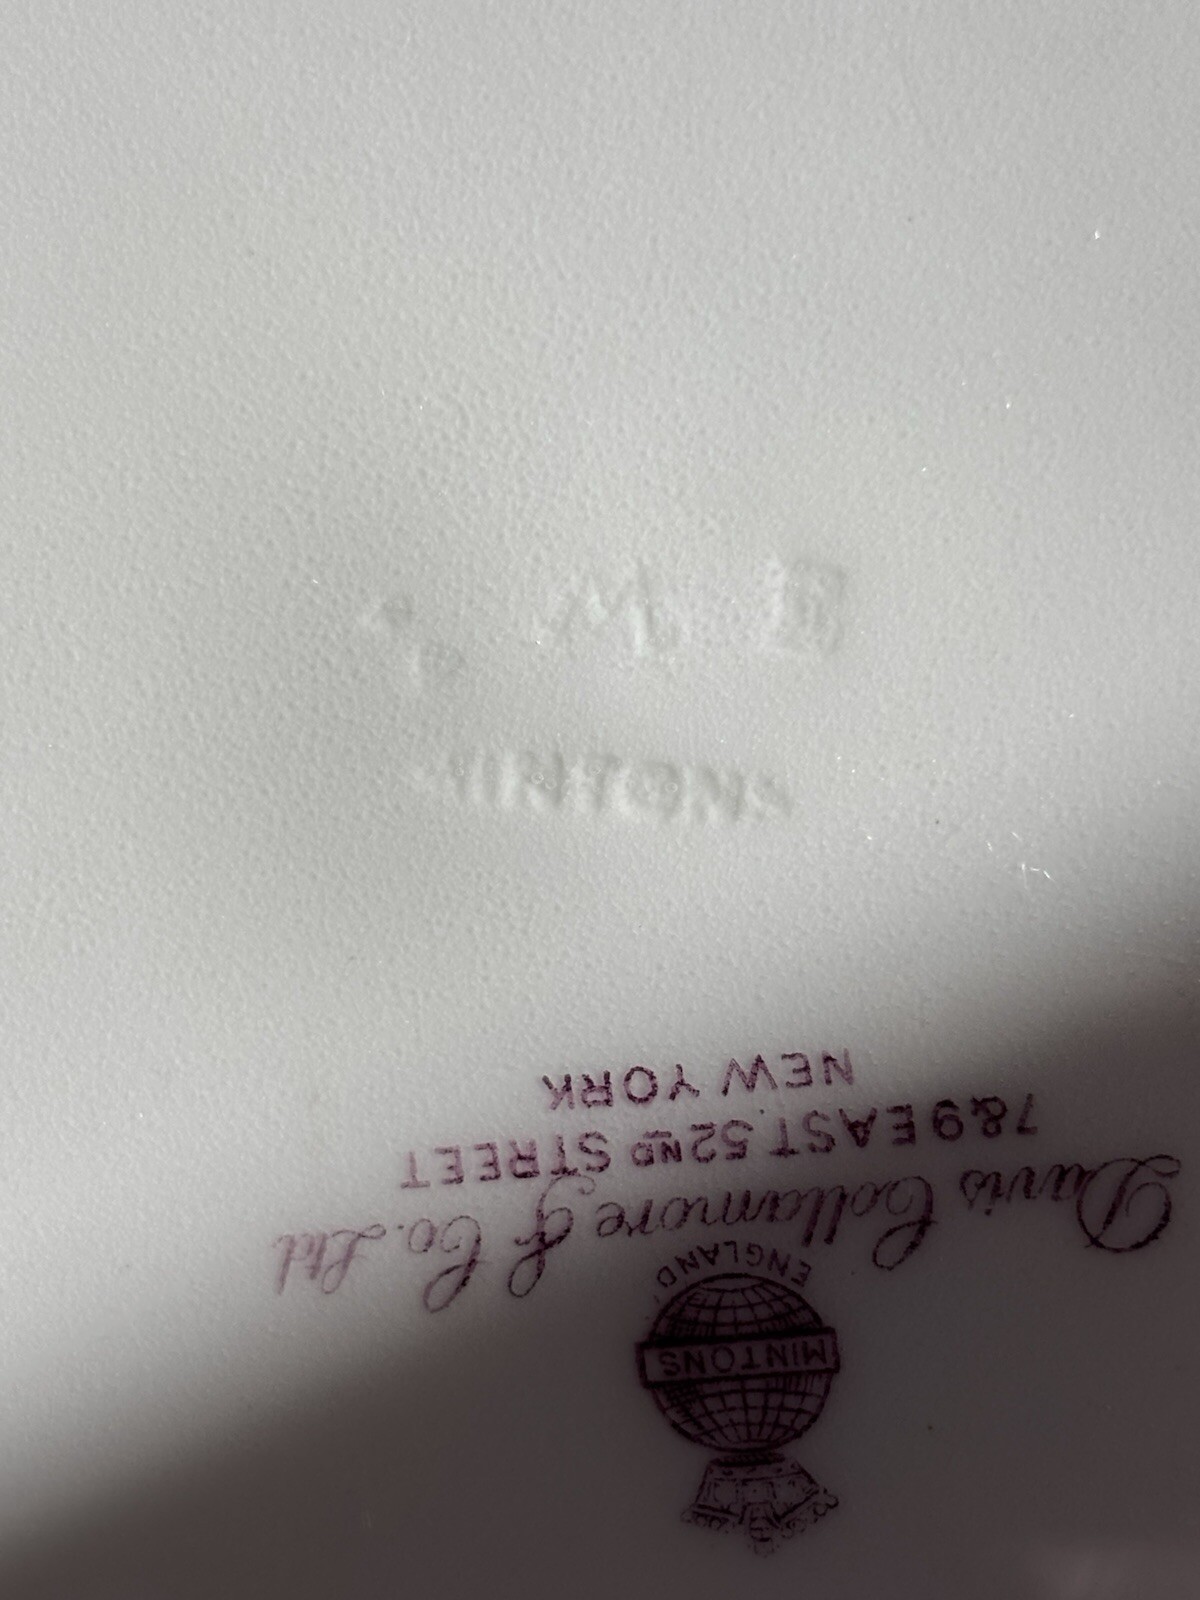 MINTONS
ENGLAND
Davis Collamore & Co. Ltd
7&9 EAST. 52ND STREET
NEW YORK
MINTONS